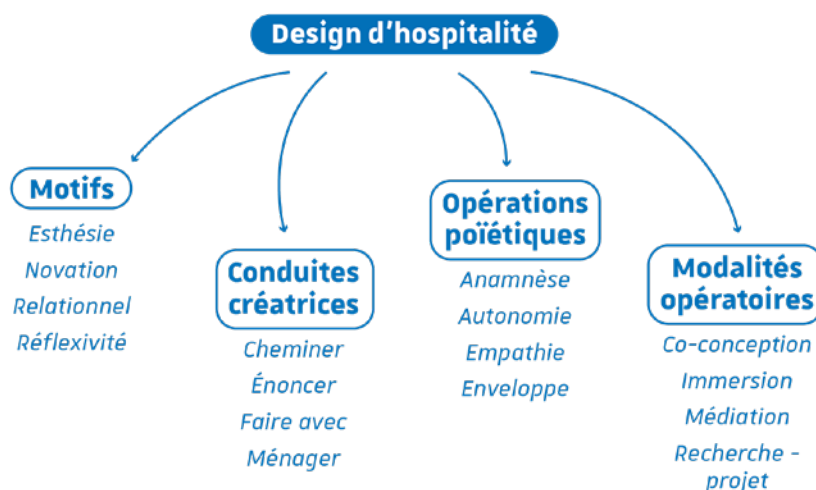 Design d'hospitalité
Motifs
Esthésie
Novation
Relationnel
Réflexivité
Conduites
créatrices
Cheminer
Énoncer
Faire avec
Ménager
Opérations
poïétiques
Anamnèse
Autonomie
Empathie
Enveloppe
Modalités
opératoires
Co-conception
Immersion
Médiation
Recherche -
projet